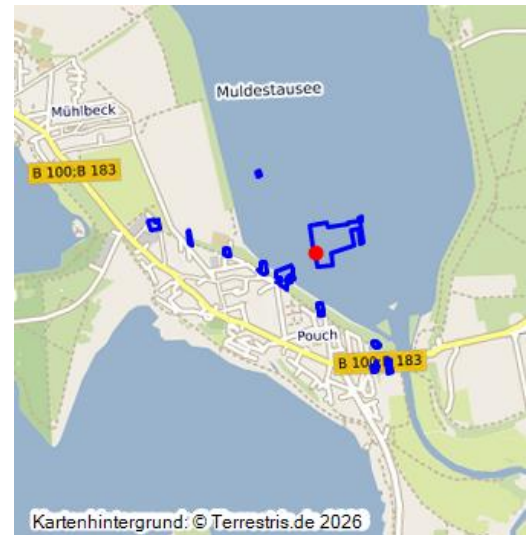 Muldestausee
Mühlbeck
B 100;B 183
Pouch
B 100;B 183
Kartenhintergrund: © Terrestris.de 2026